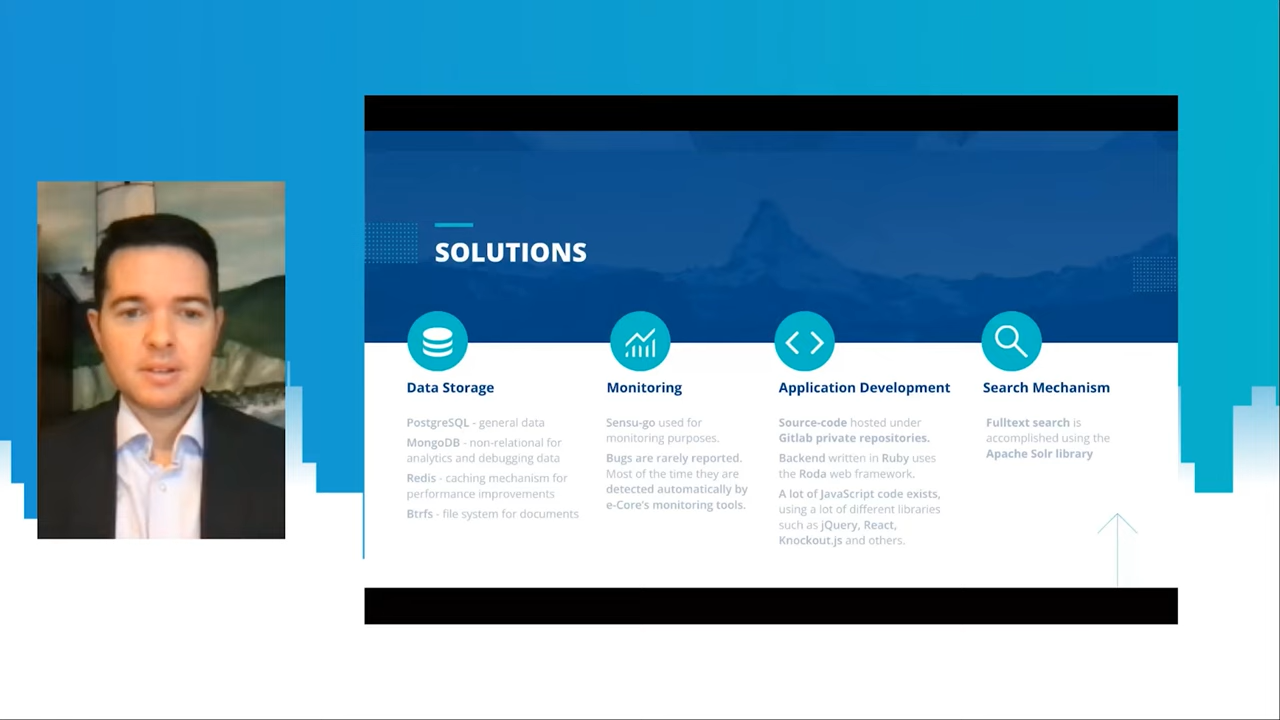 SOLUTIONS
Data Storage
PostgreSQL - general data
MongoDB - non-relational for
analytics and debugging data
Redis - caching mechanism for
performance improvements
Btrfs - file system for documents
Monitoring
Sensu-go used for
monitoring purposes.
Bugs are rarely reported.
Most of the time they are
detected automatically by
e-Core's monitoring tools.
Application Development
Source-code hosted under
Gitlab private repositories.
Backend written in Ruby uses
the Roda web framework.
A lot of JavaScript code exists,
using a lot of different libraries
such as jQuery, React,
Knockout.js and others.
Search Mechanism
Fulltext search is
accomplished using the
Apache Solr library